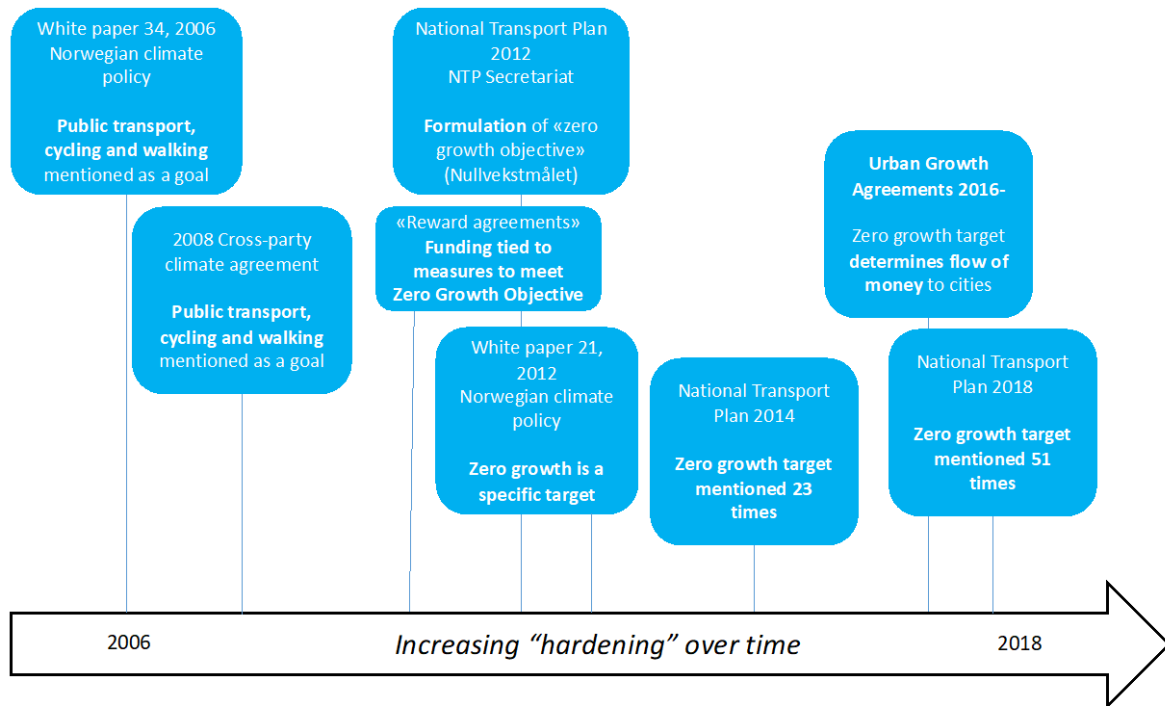 White paper 34, 2006
Norwegian climate
policy
Public transport,
cycling and walking
mentioned as a goal
2008 Cross-party
climate agreement
Public transport,
cycling and walking
mentioned as a goal
National Transport Plan
2012
NTP Secretariat
Formulation of «zero
growth objective»
(Nullvekstmålet)
«Reward agreements»
Funding tied to
measures to meet
Zero Growth Objective
White paper 21,
2012
Norwegian climate
policy
Zero growth is a
specific target
National Transport
Plan 2014
Zero growth target
mentioned 23
times
Urban Growth
Agreements 2016-
Zero growth target
determines flow of
money to cities
National Transport
Plan 2018
Zero growth target
mentioned 51
times
2006
Increasing “hardening” over time
2018